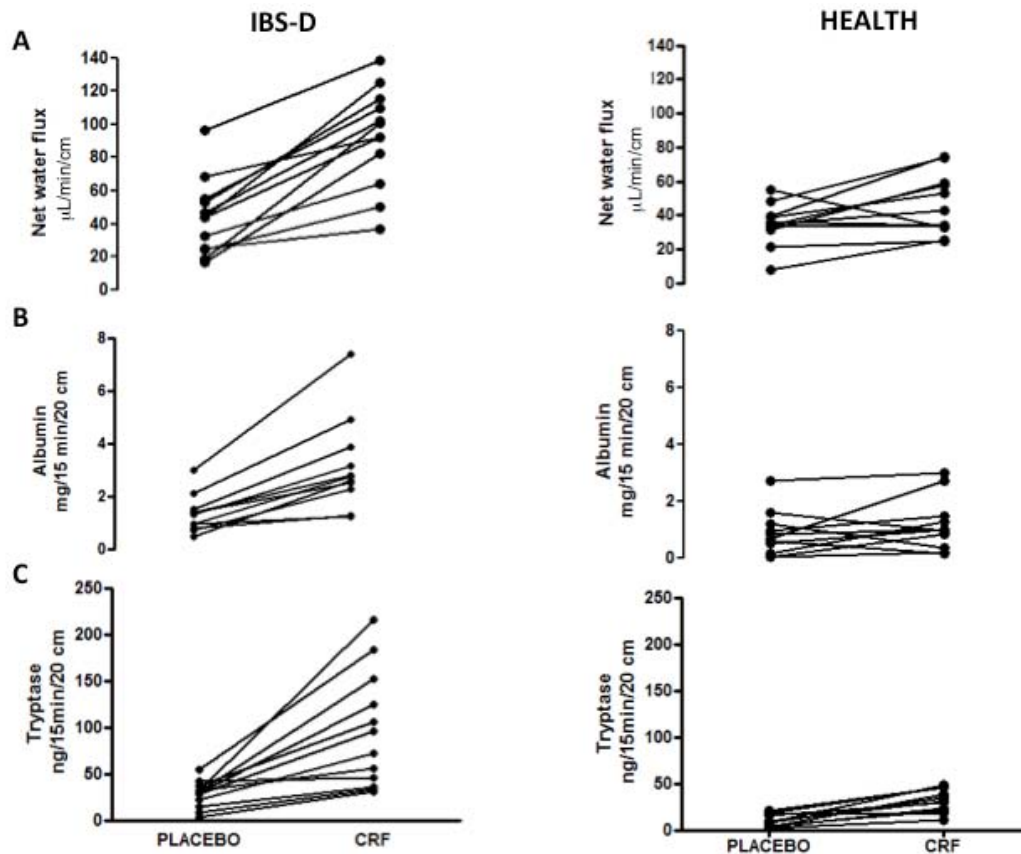 IBS-D
HEALTH
A
Net water flux
μL/min/cm
140
120
100
80
60
40
20
0
Net water flux
μL/min/cm
140
120
100
80
60
40
20
0
B
Albumin
mg/15 min/20 cm
8
6
4
2
0
Albumin
mg/15 min/20 cm
8
6
4
2
0
C
Tryptase
ng/15min/20 cm
250
200
150
100
50
0
PLACEBO
CRF
Tryptase
ng/15min/20 cm
250
200
150
100
50
0
PLACEBO
CRF